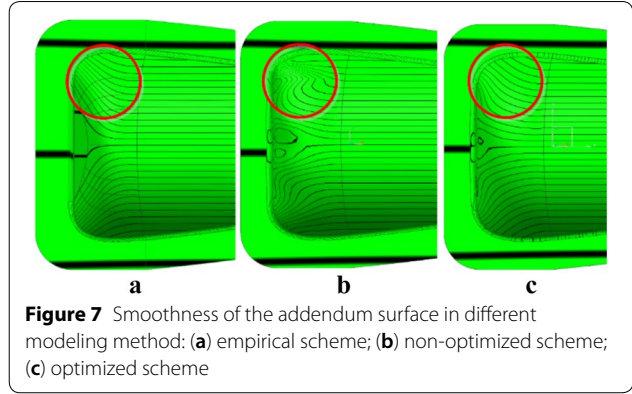 a b c
Figure 7 Smoothness of the addendum surface in different
modeling method: (a) empirical scheme; (b) non-optimized scheme;
(c) optimized scheme